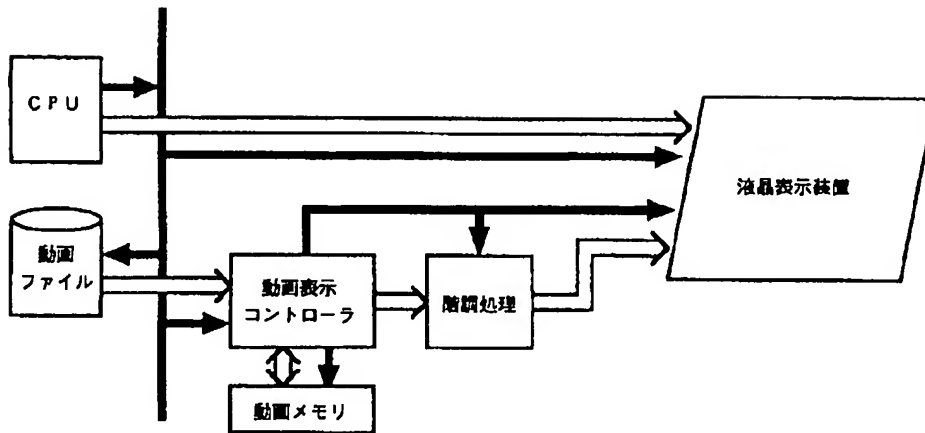 CPU
液晶表示装置
動画
ファイル
動画表示
コントローラ
階調処理
動画メモリ